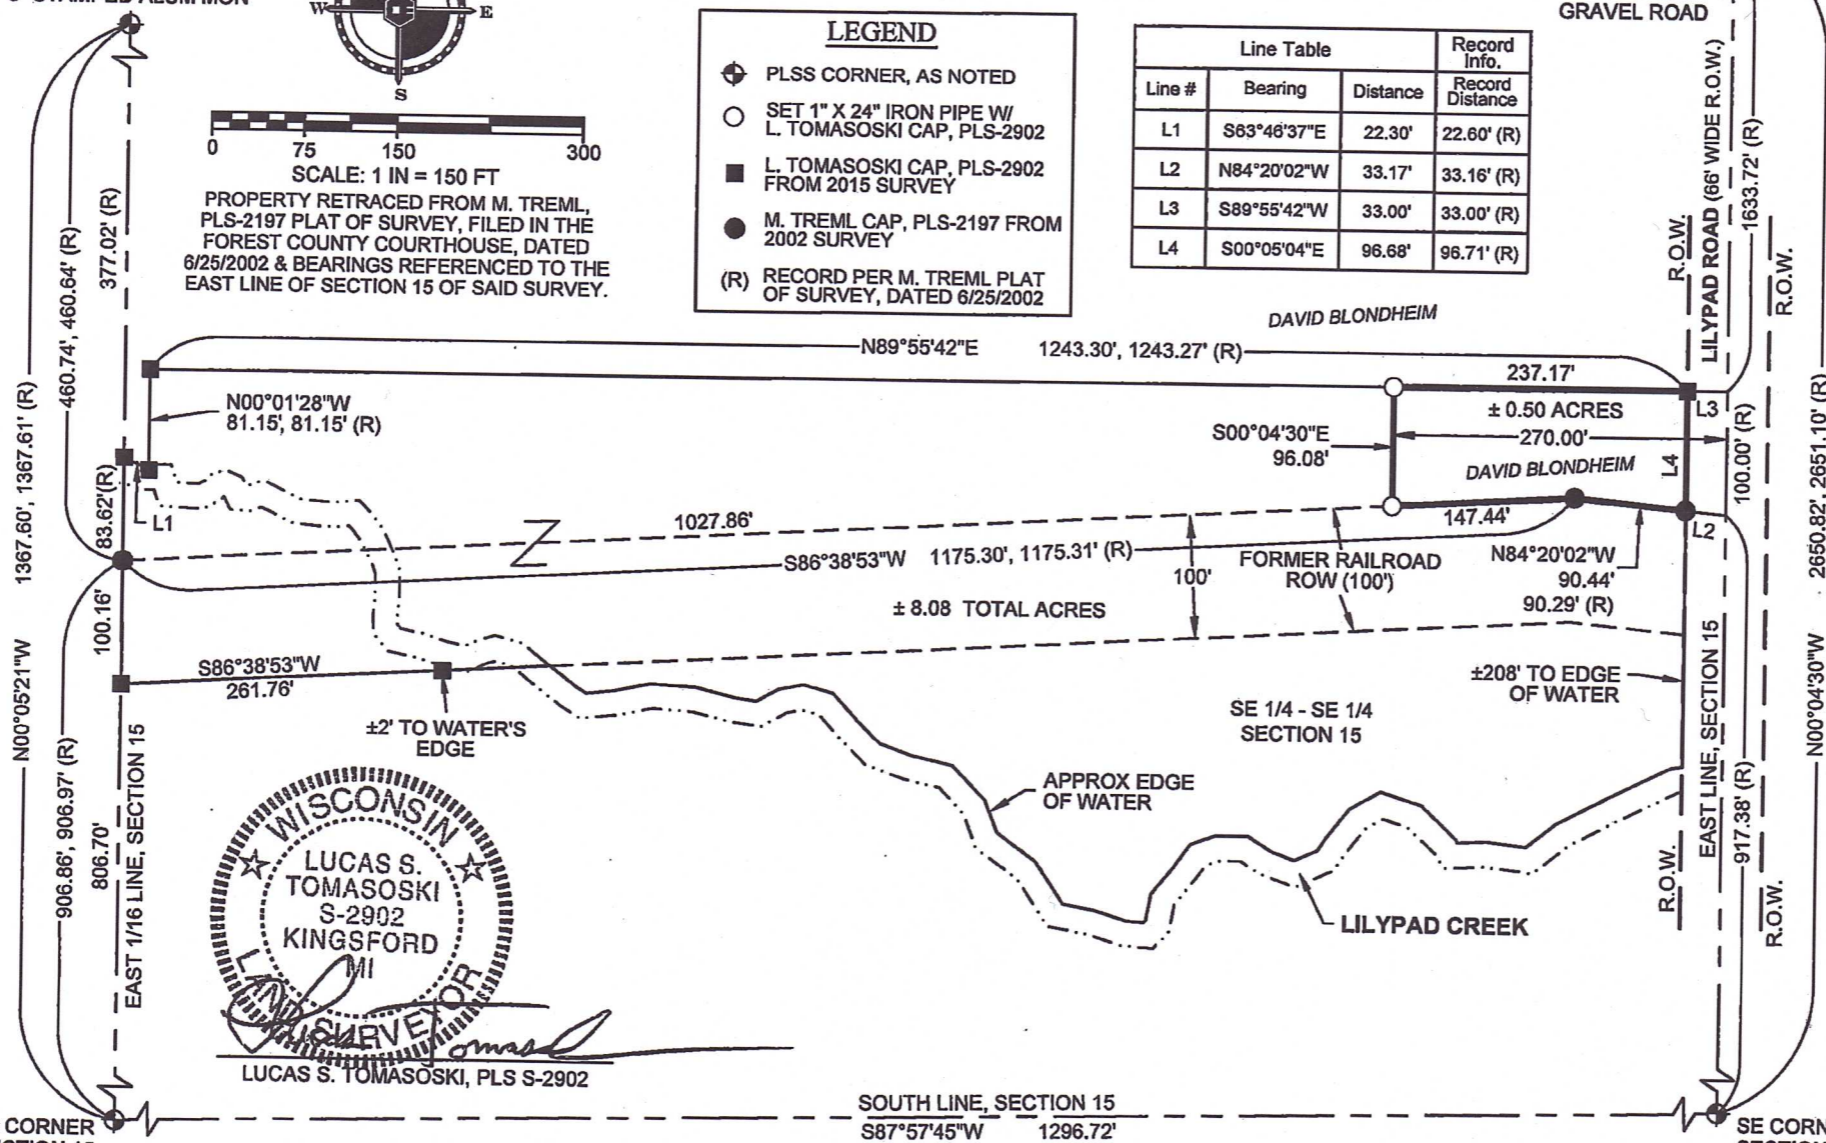 GRAVEL ROAD
W
E
S
0 75 150 300
SCALE: 1 IN = 150 FT
PROPERTY RETRACED FROM M. TREML,
PLS-2197 PLAT OF SURVEY, FILED IN THE
FOREST COUNTY COURTHOUSE, DATED
6/25/2002 & BEARINGS REFERENCED TO THE
EAST LINE OF SECTION 15 OF SAID SURVEY.
LEGEND
PLSS CORNER, AS NOTED
SET 1" X 24" IRON PIPE W/
L. TOMASOSKI CAP, PLS-2902
L. TOMASOSKI CAP, PLS-2902
FROM 2015 SURVEY
M. TREML CAP, PLS-2197 FROM
2002 SURVEY
(R) RECORD PER M. TREML PLAT
OF SURVEY, DATED 6/25/2002
Line Table Record Info.
Line # Bearing Distance Record Distance
L1 S63°46'37"E 22.30' 22.60' (R)
L2 N84°20'02"W 33.17' 33.16' (R)
L3 S89°55'42"W 33.00' 33.00' (R)
L4 S00°05'04"E 96.68' 96.71' (R)
377.02' (R)
460.74', 460.64' (R)
1367.60', 1367.61' (R)
N00°05'21"W
83.62'(R)
100.16'
906.86', 906.97' (R)
806.70'
EAST 1/16 LINE, SECTION 15
DAVID BLONDHEIM
N89°55'42"E 1243.30', 1243.27' (R)
N00°01'28"W
81.15', 81.15' (R)
L1
237.17'
± 0.50 ACRES
270.00'
S00°04'30"E
96.08'
DAVID BLONDHEIM
L4
L3
L2
147.44'
1027.86'
S86°38'53"W 1175.30', 1175.31' (R)
100'
FORMER RAILROAD
ROW (100')
N84°20'02"W
90.44'
90.29' (R)
± 8.08 TOTAL ACRES
S86°38'53"W
261.76'
±2' TO WATER'S
EDGE
SE 1/4 - SE 1/4
SECTION 15
±208' TO EDGE
OF WATER
APPROX EDGE
OF WATER
LILYPAD CREEK
R.O.W.
LILYPAD ROAD (66' WIDE R.O.W.)
1633.72' (R)
R.O.W.
100.00' (R)
2650.82', 2651.10' (R)
N00°04'30"W
EAST LINE, SECTION 15
917.38' (R)
R.O.W.
R.O.W.
WISCONSIN
LUCAS S.
TOMASOSKI
S-2902
KINGSFORD
MI
LAND SURVEYOR
LUCAS S. TOMASOSKI, PLS S-2902
CORNER
SOUTH LINE, SECTION 15
S87°57'45"W 1296.72'